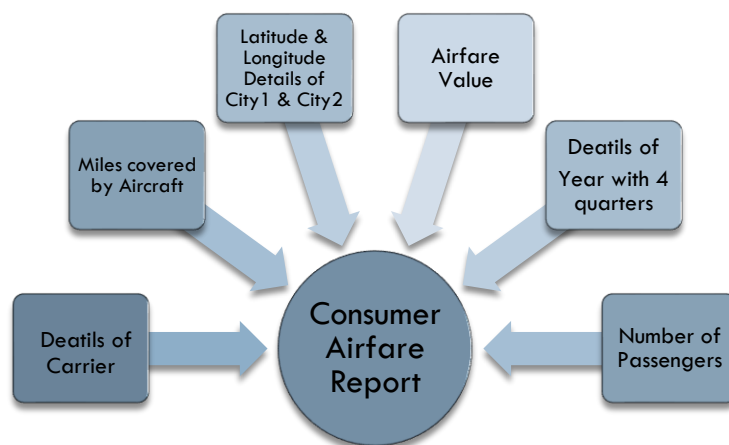 Latitude &
Longitude
Details of
City1 & City2
Airfare
Value
Miles covered
by Aircraft
Deatils of
Year with 4
quarters
Deatils of
Carrier
Consumer
Airfare
Report
Number of
Passengers